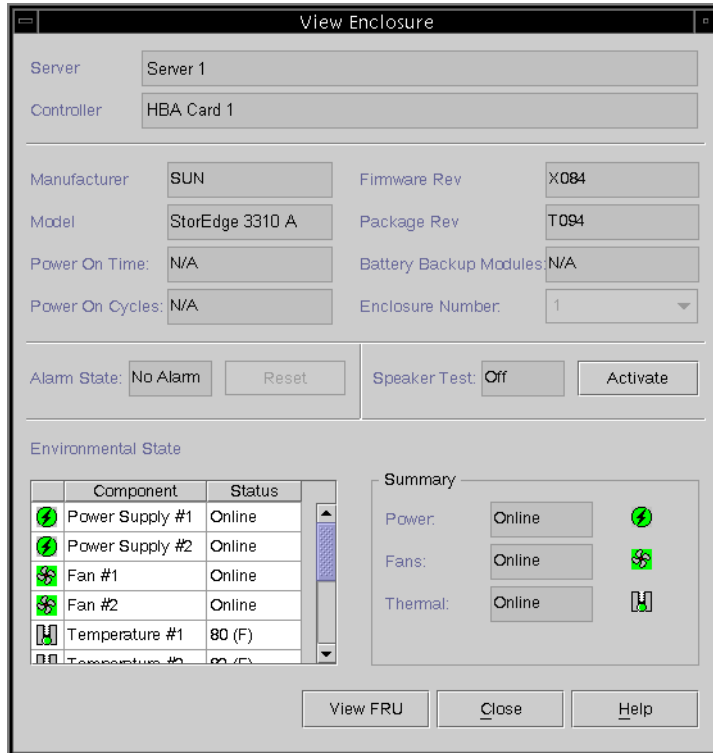 View Enclosure
Server Server 1
Controller HBA Card 1
Manufacturer SUN Firmware Rev X084
Model StorEdge 3310 A Package Rev T094
Power On Time: N/A Battery Backup Modules: N/A
Power On Cycles: N/A Enclosure Number: 1
Alarm State: No Alarm Reset Speaker Test: Off Activate
Environmental State
Summary
Component Status
Power Supply #1 Online
Power Supply #2 Online
Fan #1 Online
Fan #2 Online
Temperature #1 80 (F)
Power: Online
Fans: Online
Thermal: Online
View FRU Close Help